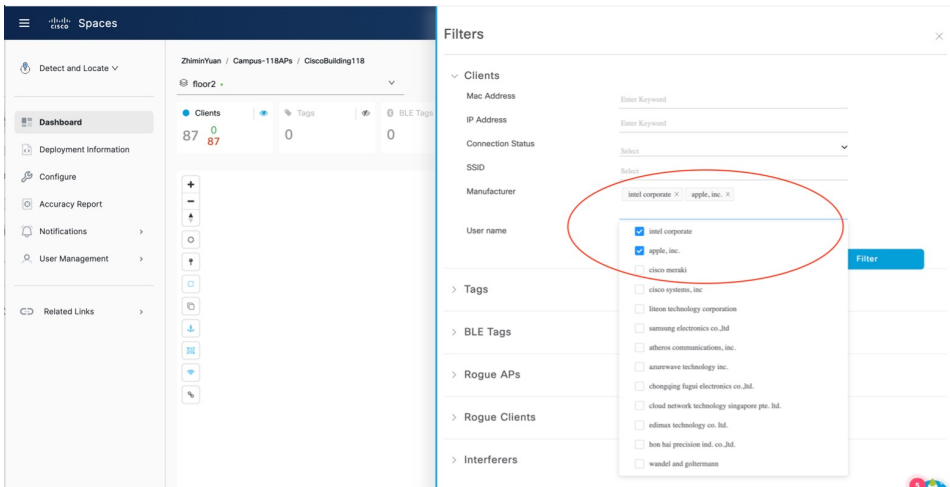 cisco Spaces
Detect and Locate
Dashboard
Deployment Information
Configure
Accuracy Report
Notifications
User Management
Related Links
ZhiminYuan / Campus-118APs / CiscoBuilding118
floor2
Clients
87 0
87
Tags
0
BLE Tags
0
Filters
Clients
Mac Address
Enter Keyword
IP Address
Enter Keyword
Connection Status
Select
SSID
Select
Manufacturer
intel corporate × apple, inc. ×
User name
intel corporate
apple, inc.
cisco meraki
cisco systems, inc
liteon technology corporation
samsung electronics co.,ltd
atheros communications, inc.
azurewave technology inc.
chongqing fugui electronics co.,ltd.
cloud network technology singapore pte. ltd.
edimax technology co. ltd.
hon hai precision ind. co.,ltd.
wandel and goltermann
Filter
Tags
BLE Tags
Rogue APs
Rogue Clients
Interferers